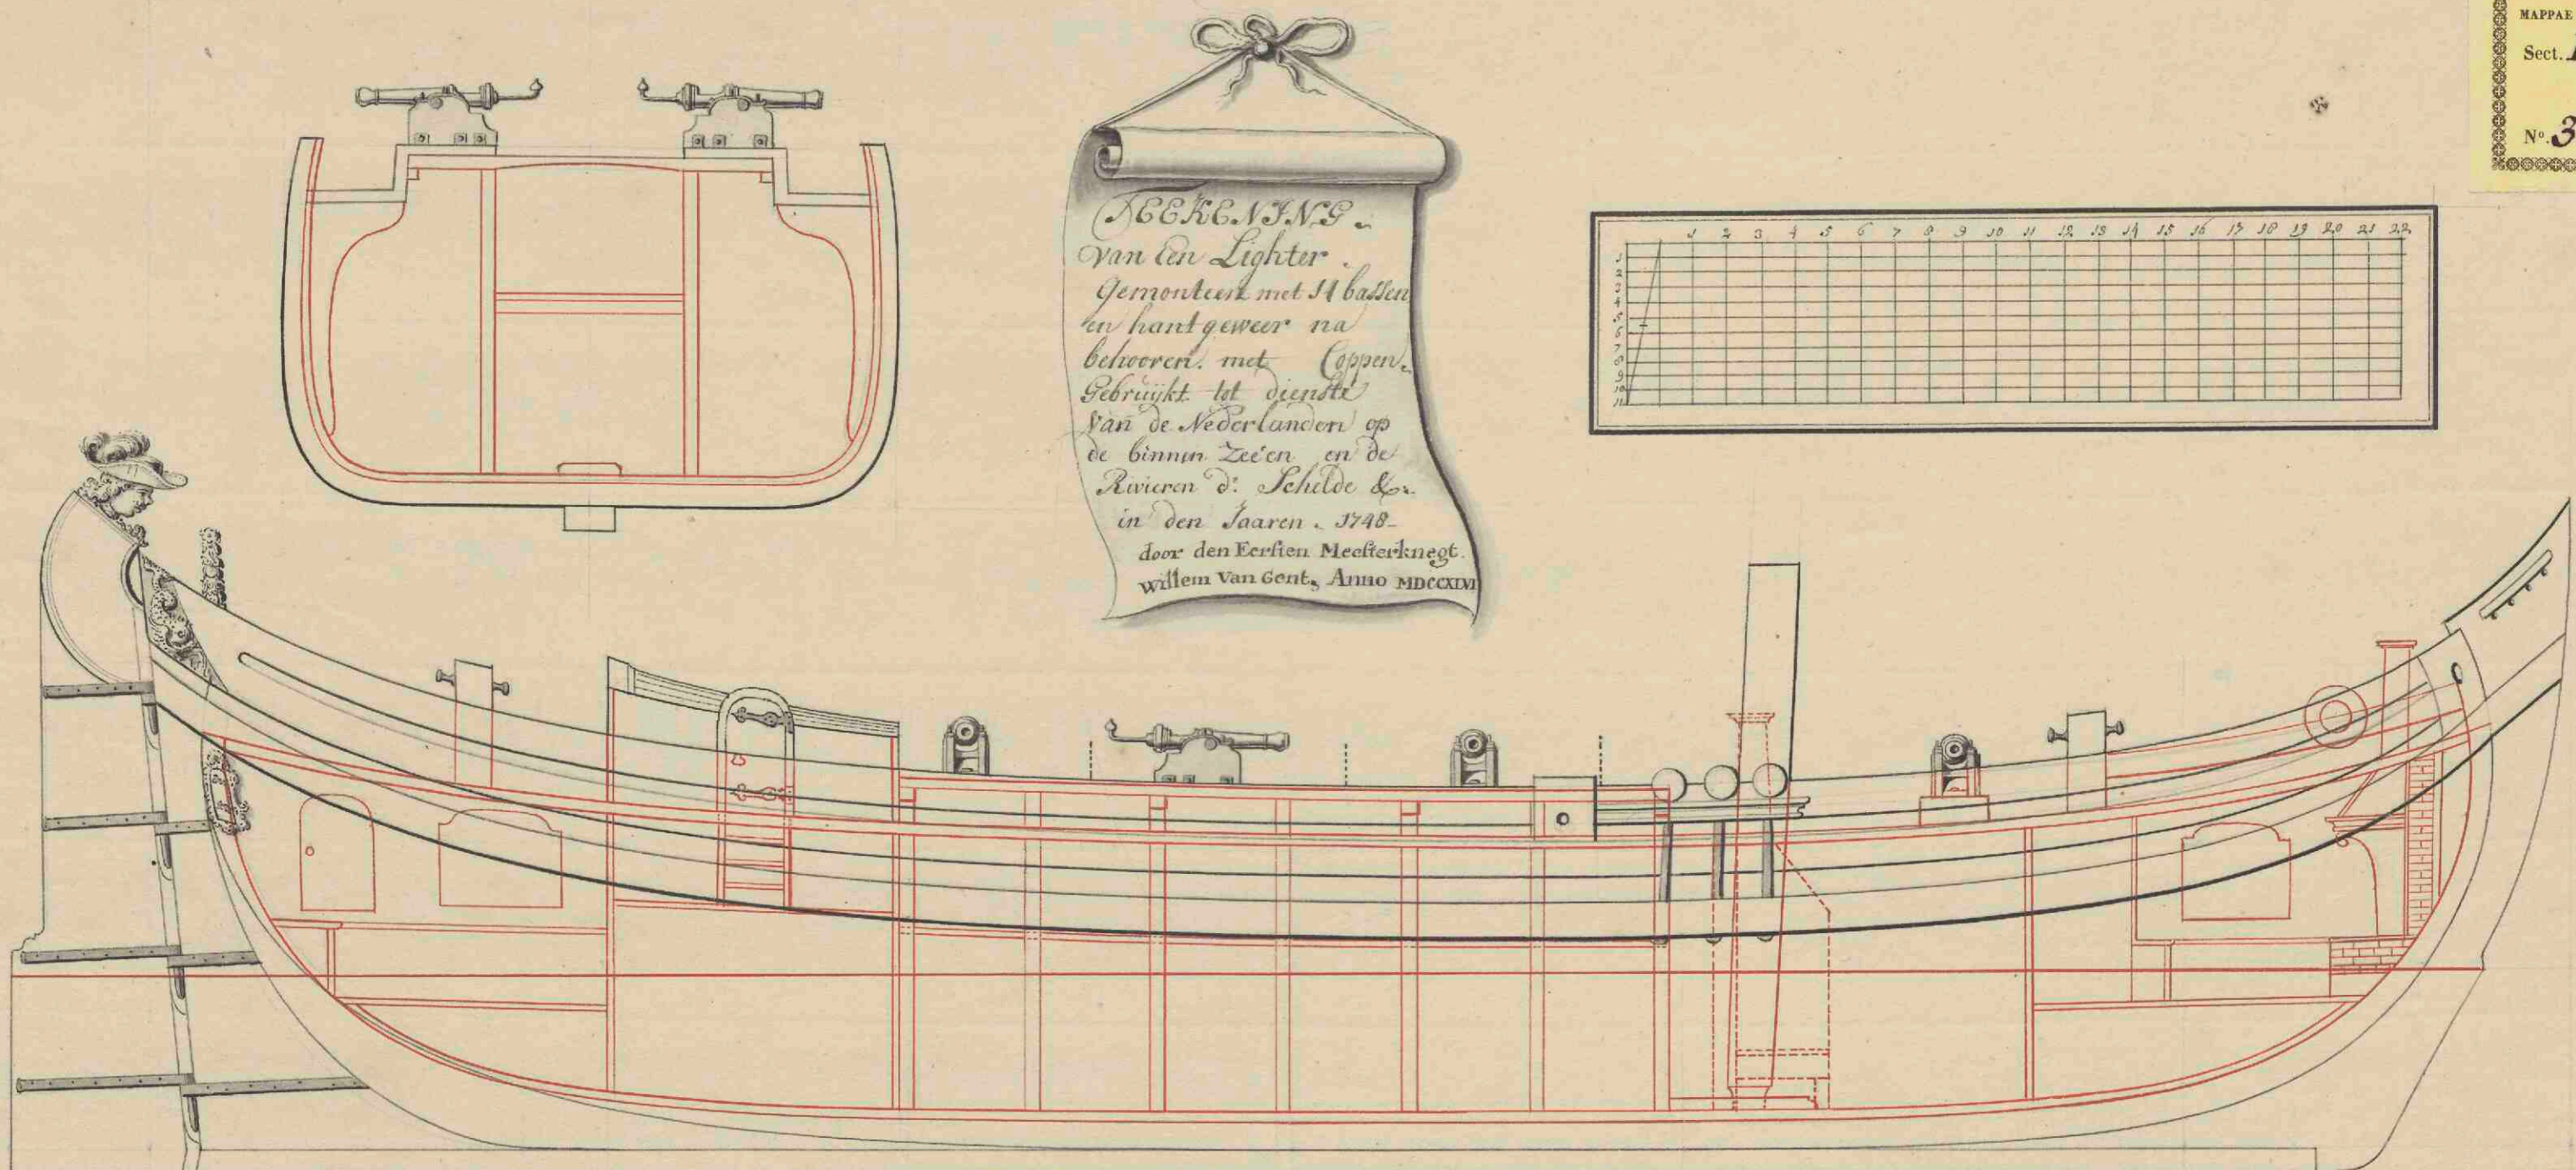 TEEKENING.
van een Lighter.
Gemonteert met 14 bassen
en hant geweer na
behooren. met Coppen.
Gebruijkt tot dienste
van de Nederlanden op
de binnen Zeeën en de
Rivieren d: Schelde &c.
in den Jaaren. 1748-
door den Eersten Meesterknegt.
Willem Van Gent, Anno MDCCXLVI
MAPPAE
Sect.
No. 3
1 2 3 4 5 6 7 8 9 10 11 12 13 14 15 16 17 18 19 20 21 22
1
2
3
4
5
6
7
8
9
10
11